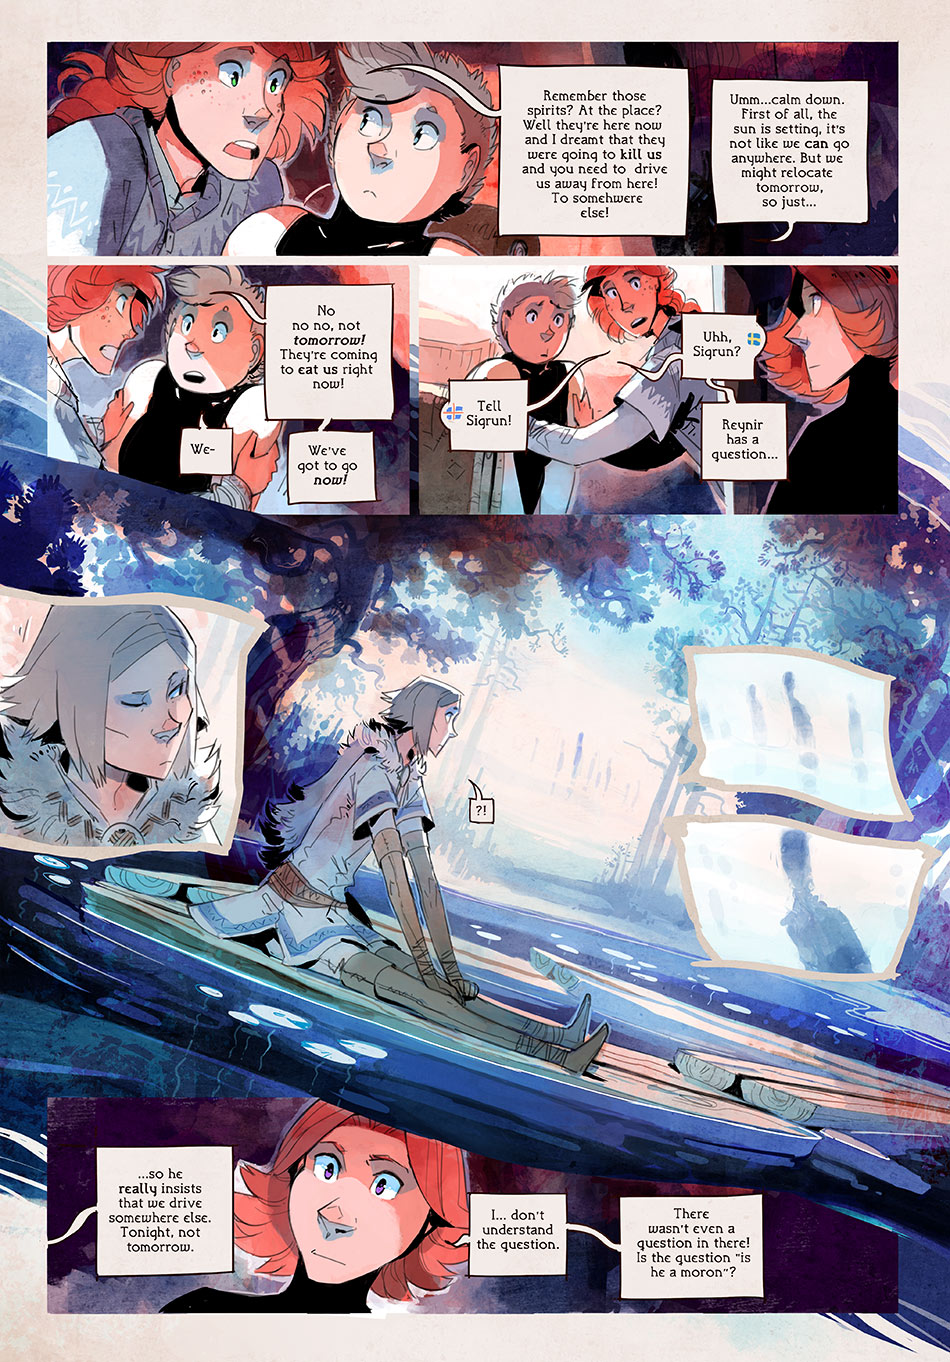 Remember those
spirits? At the place?
Well they're here now
and I dreamt that they
were going to kill us
and you need to drive
us away from here!
To somehwere
else!
Umm...calm down.
First of all, the
sun is setting, it's
not like we can go
anywhere. But we
might relocate
tomorrow,
so just...
No
no no, not
tomorrow!
They're coming
to eat us right
now!
We-
We've
got to go
now!
Tell
Sigrun!
Uhh,
Sigrun?
Reynir
has a
question...
?!
...so he
really insists
that we drive
somewhere else.
Tonight, not
tomorrow.
I... don't
understand
the question.
There
wasn't even a
question in there!
Is the question "is
he a moron"?